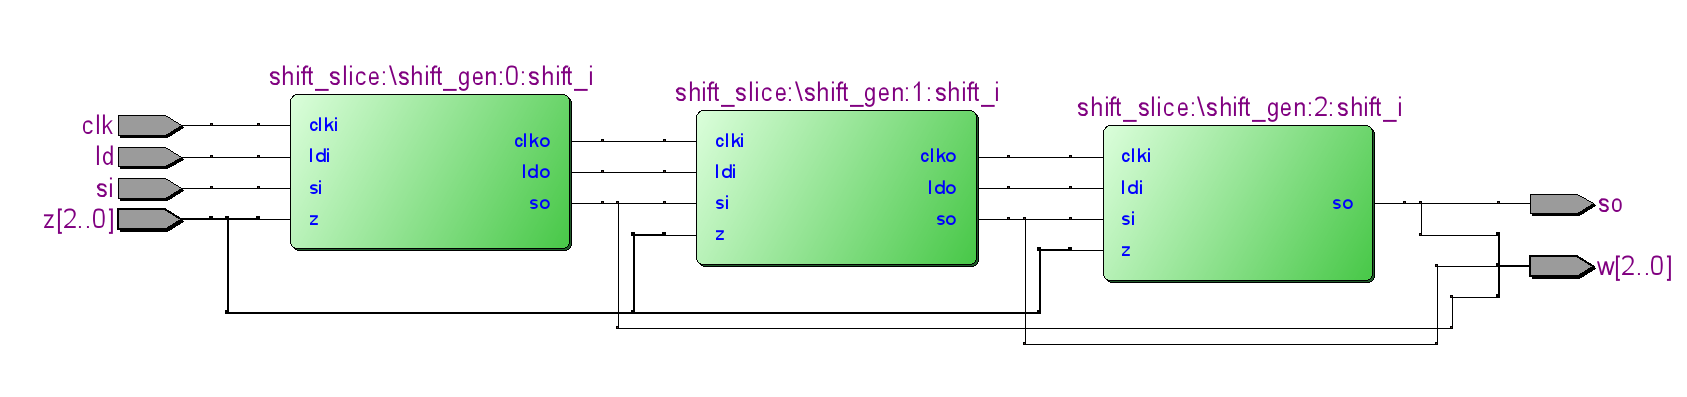 shift_slice:\shift_gen:0:shift_i
shift_slice:\shift_gen:1:shift_i
shift_slice:\shift_gen:2:shift_i
clk
ld
si
z[2..0]
clki
ldi
si
z
clko
ldo
so
clki
ldi
si
z
clko
ldo
so
clki
ldi
si
z
so
so
w[2..0]